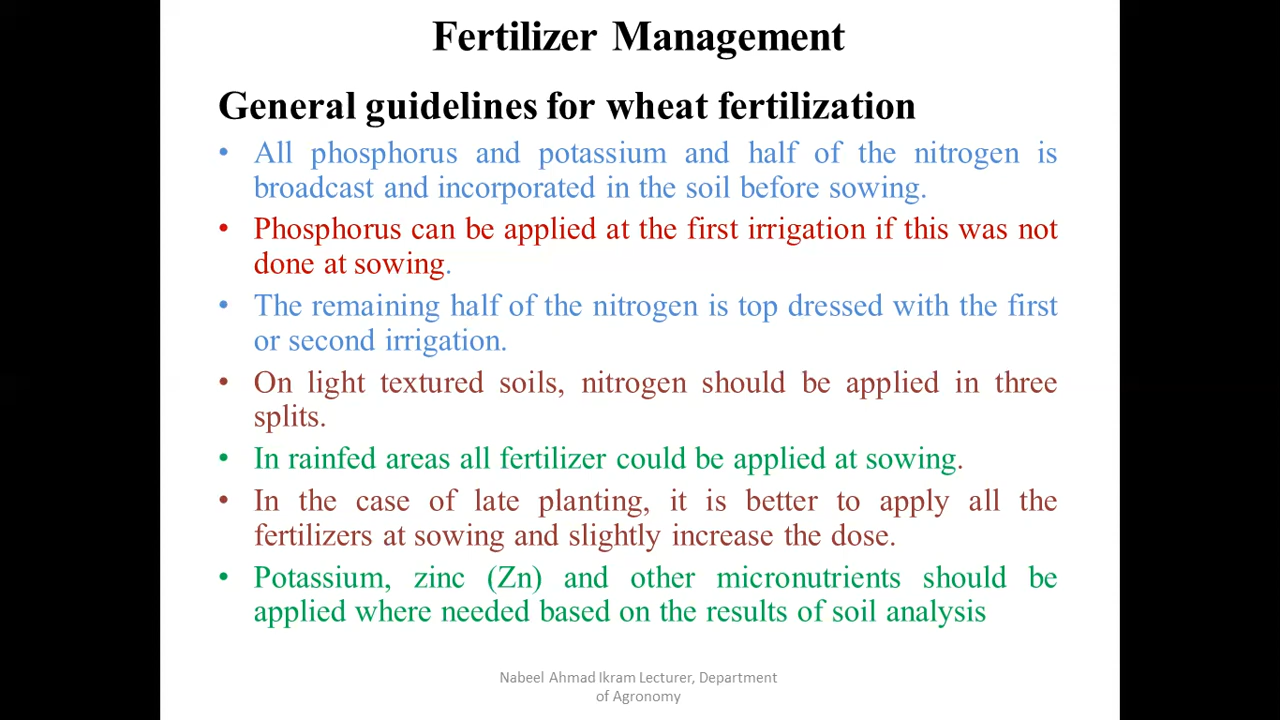 Fertilizer Management
General guidelines for wheat fertilization
• All phosphorus and potassium and half of the nitrogen is
broadcast and incorporated in the soil before sowing.
• Phosphorus can be applied at the first irrigation if this was not
done at sowing.
• The remaining half of the nitrogen is top dressed with the first
or second irrigation.
• On light textured soils, nitrogen should be applied in three
splits.
• In rainfed areas all fertilizer could be applied at sowing.
• In the case of late planting, it is better to apply all the
fertilizers at sowing and slightly increase the dose.
• Potassium, zinc (Zn) and other micronutrients should be
applied where needed based on the results of soil analysis
Nabeel Ahmad Ikram Lecturer, Department
of Agronomy